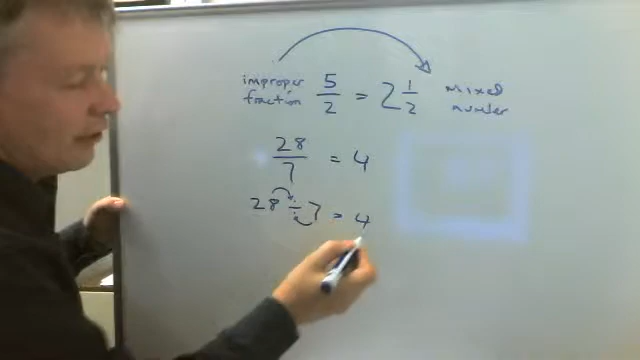 improper fraction 5/2 = 2 1/2 mixed number
28/7 = 4
28 ÷ 7 = 4